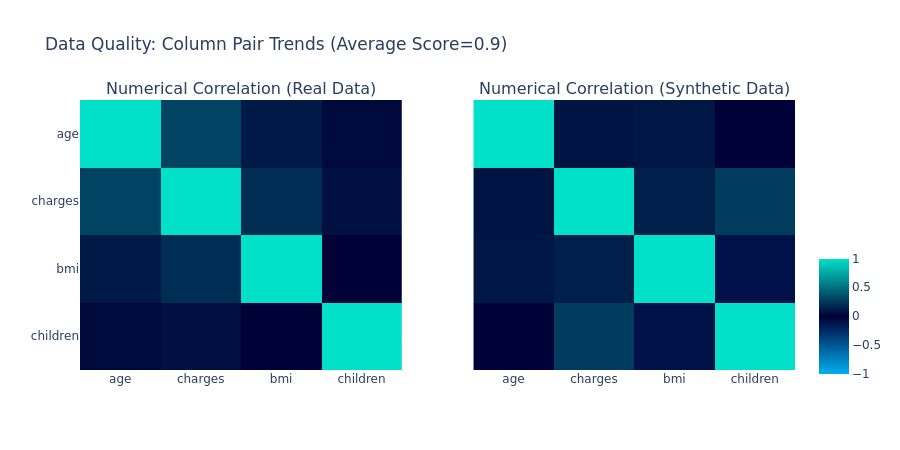 Data Quality: Column Pair Trends (Average Score=0.9)
Numerical Correlation (Real Data)
Numerical Correlation (Synthetic Data)
age
charges
bmi
children
age
charges
bmi
children
age
charges
bmi
children
1
0.5
0
−0.5
−1